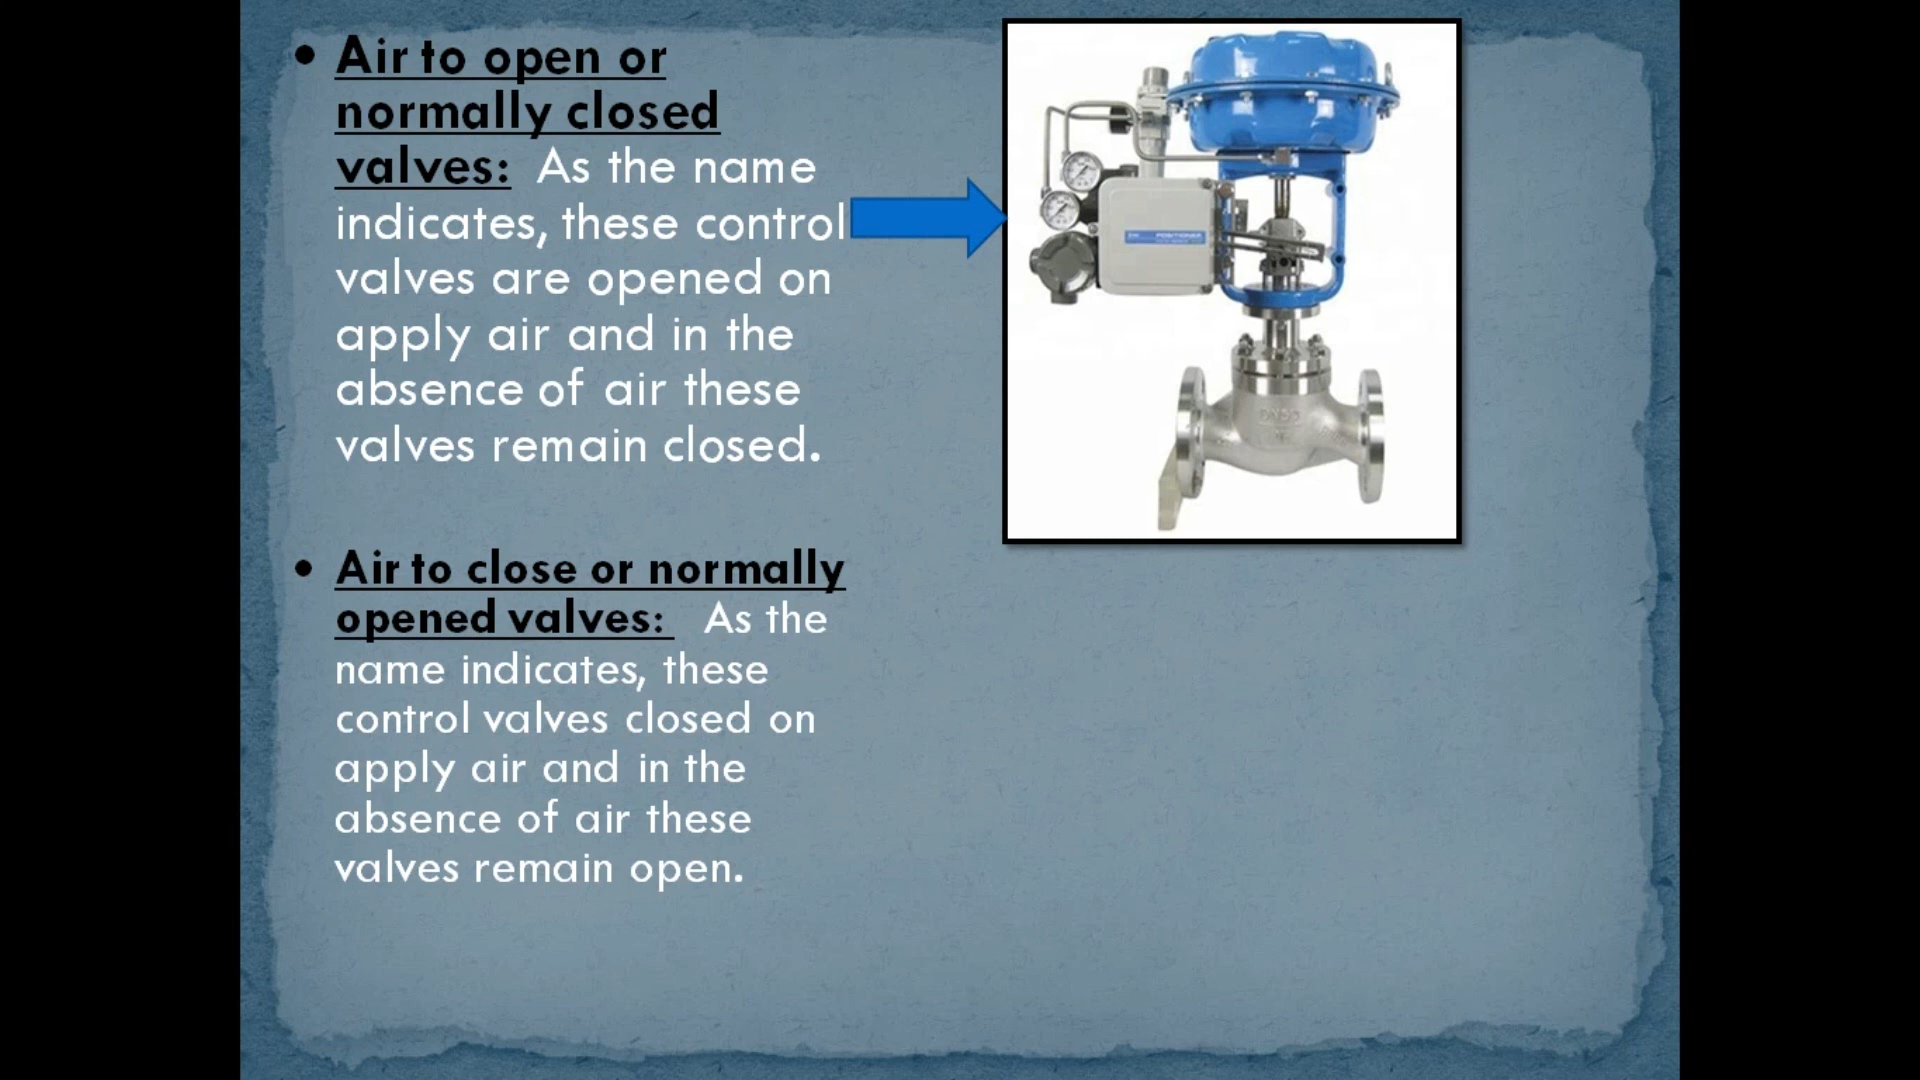 • Air to open or
normally closed
valves: As the name
indicates, these control
valves are opened on
apply air and in the
absence of air these
valves remain closed.
• Air to close or normally
opened valves: As the
name indicates, these
control valves closed on
apply air and in the
absence of air these
valves remain open.
POSITIONER
DN50